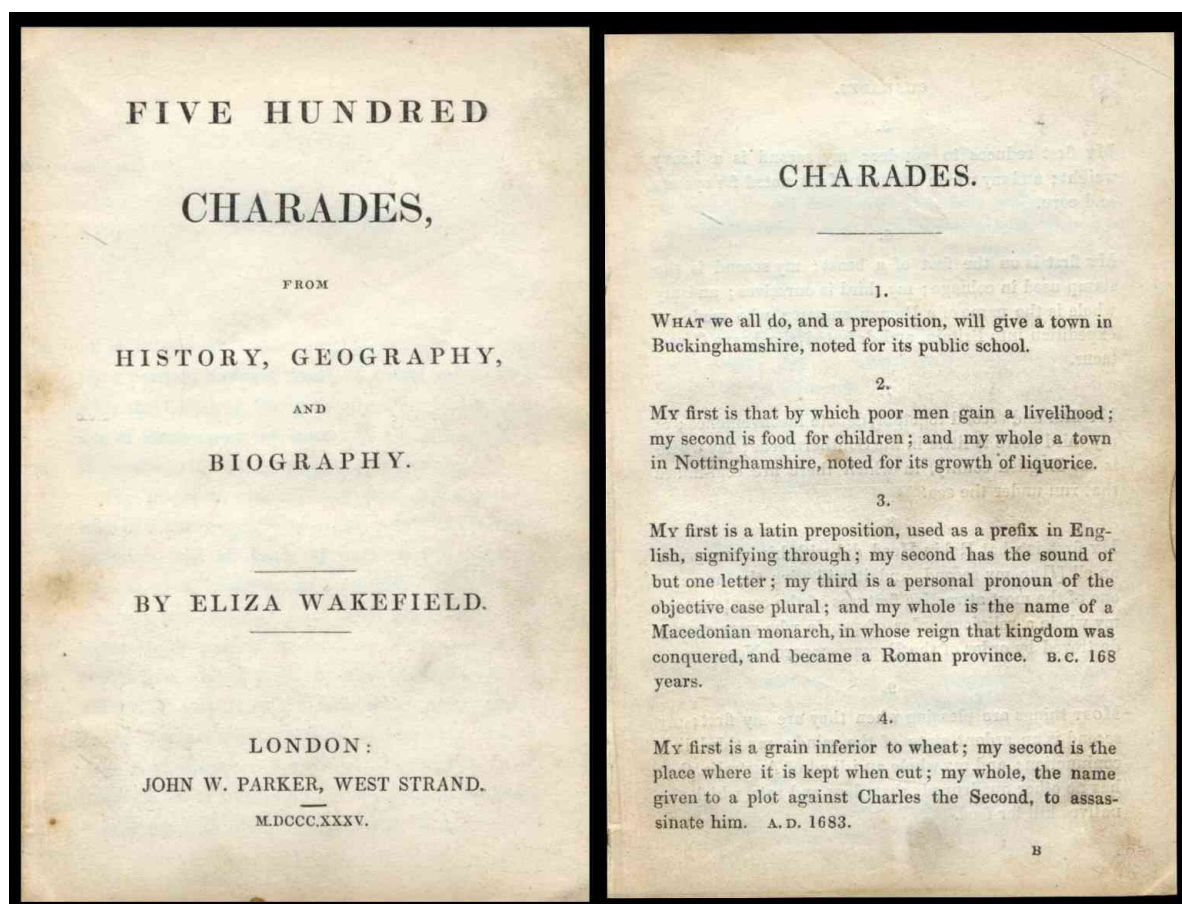 FIVE HUNDRED
CHARADES,
FROM
HISTORY, GEOGRAPHY,
AND
BIOGRAPHY.
BY ELIZA WAKEFIELD.
LONDON:
JOHN W. PARKER, WEST STRAND.
M.DCCC.XXXV.
CHARADES.
1.
WHAT we all do, and a preposition, will give a town in
Buckinghamshire, noted for its public school.
2.
MY first is that by which poor men gain a livelihood;
my second is food for children; and my whole a town
in Nottinghamshire, noted for its growth of liquorice.
3.
MY first is a latin preposition, used as a prefix in Eng-
lish, signifying through; my second has the sound of
but one letter; my third is a personal pronoun of the
objective case plural; and my whole is the name of a
Macedonian monarch, in whose reign that kingdom was
conquered, and became a Roman province. B.C. 168
years.
4.
MY first is a grain inferior to wheat; my second is the
place where it is kept when cut; my whole, the name
given to a plot against Charles the Second, to assas-
sinate him. A.D. 1683.
B